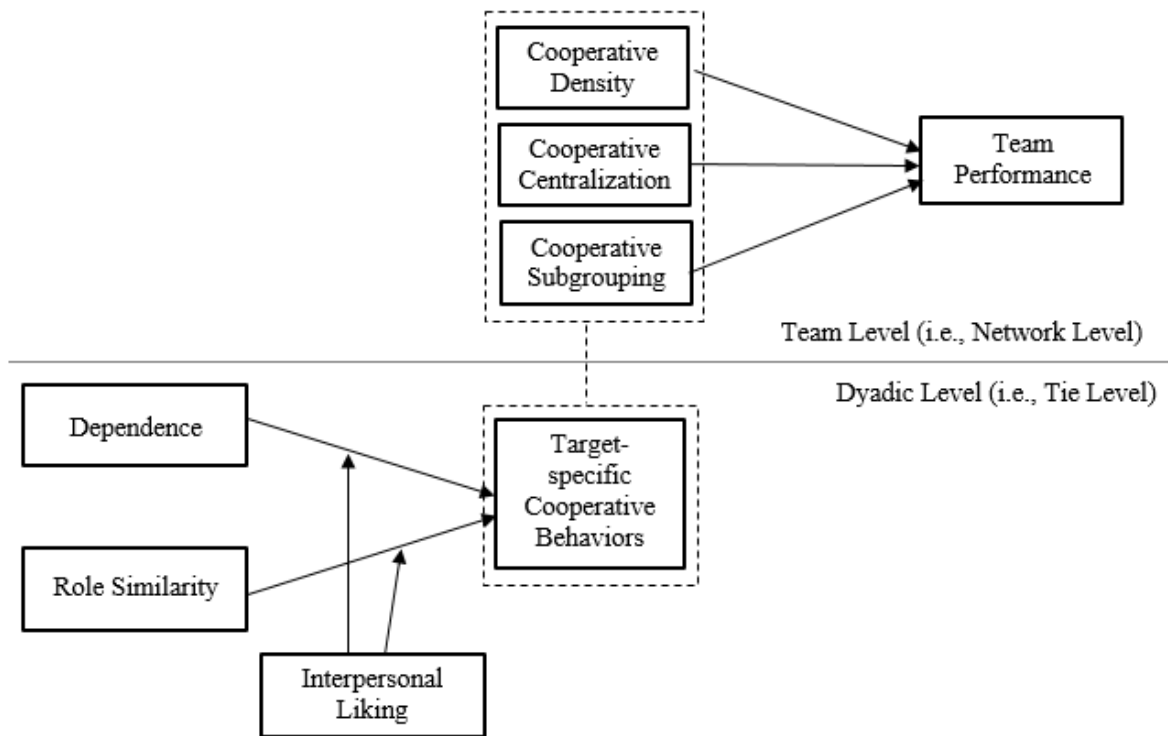 Cooperative
Density
Cooperative
Centralization
Cooperative
Subgrouping
Team
Performance
Team Level (i.e., Network Level)
Dyadic Level (i.e., Tie Level)
Dependence
Target-
specific
Cooperative
Behaviors
Role Similarity
Interpersonal
Liking